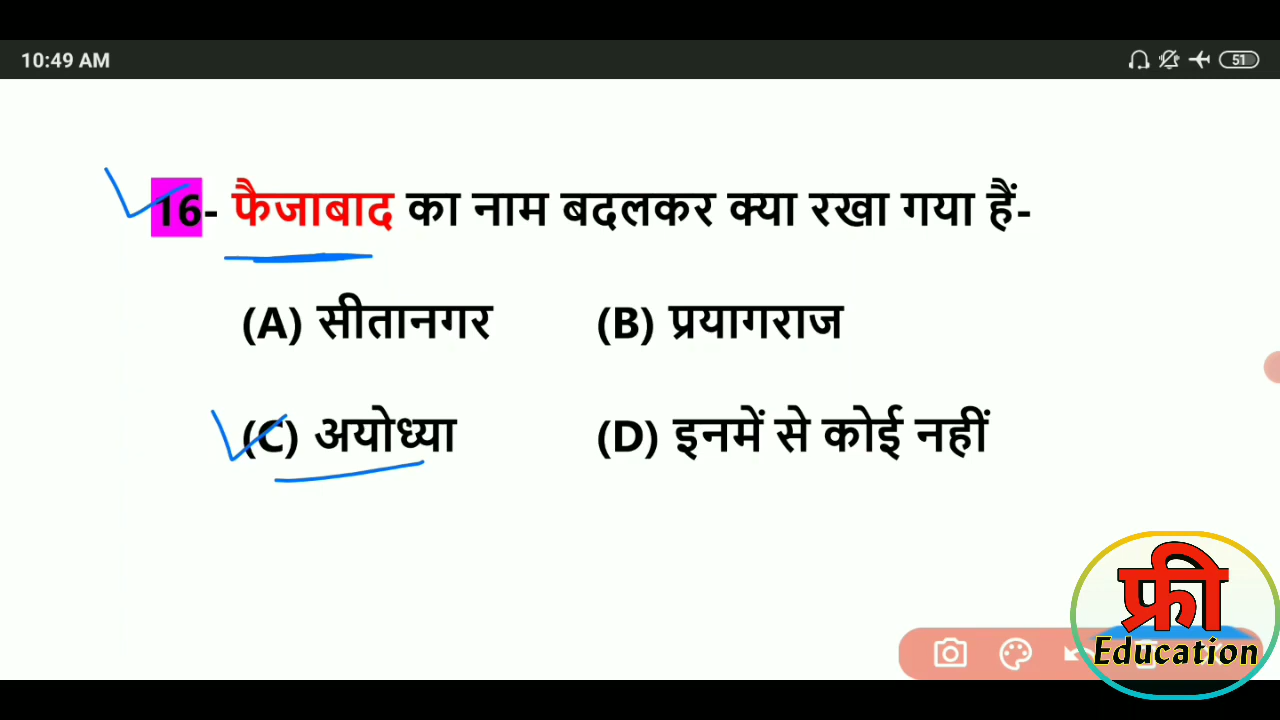 10:49 AM
51
16- फैजाबाद का नाम बदलकर क्या रखा गया हैं-
(A) सीतानगर (B) प्रयागराज
(C) अयोध्या (D) इनमें से कोई नहीं
फ्री
Education